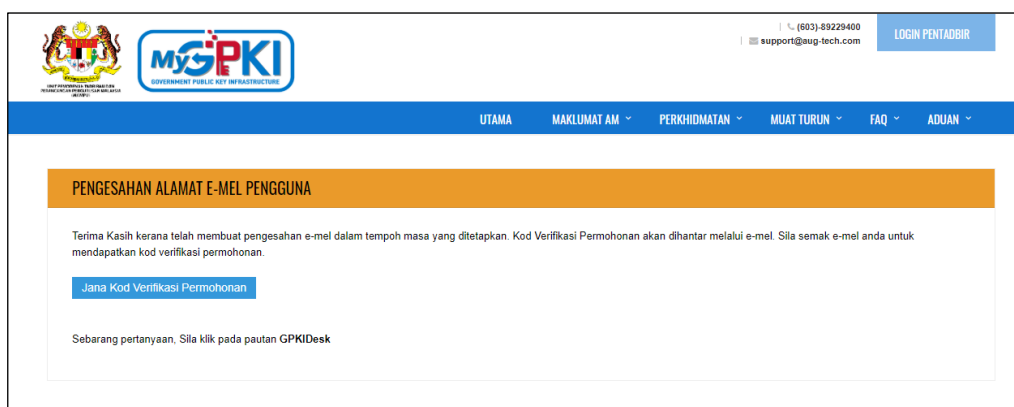 (603)-89229400
support@aug-tech.com
LOGIN PENTADBIR
MyGPKI
GOVERNMENT PUBLIC KEY INFRASTRUCTURE
UTAMA
MAKLUMAT AM
PERKHIDMATAN
MUAT TURUN
FAQ
ADUAN
PENGESAHAN ALAMAT E-MEL PENGGUNA
Terima Kasih kerana telah membuat pengesahan e-mel dalam tempoh masa yang ditetapkan. Kod Verifikasi Permohonan akan dihantar melalui e-mel. Sila semak e-mel anda untuk
mendapatkan kod verifikasi permohonan.
Jana Kod Verifikasi Permohonan
Sebarang pertanyaan, Sila klik pada pautan GPKIDesk